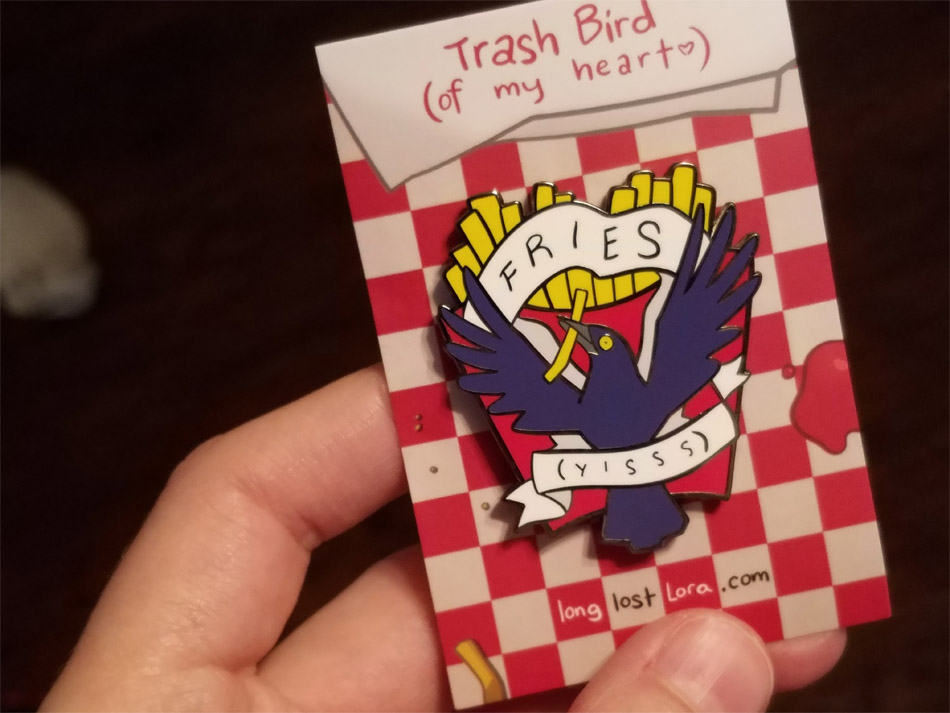 Trash Bird
(of my heart♡)
FRIES
(YISSS)
long lost Lora.com